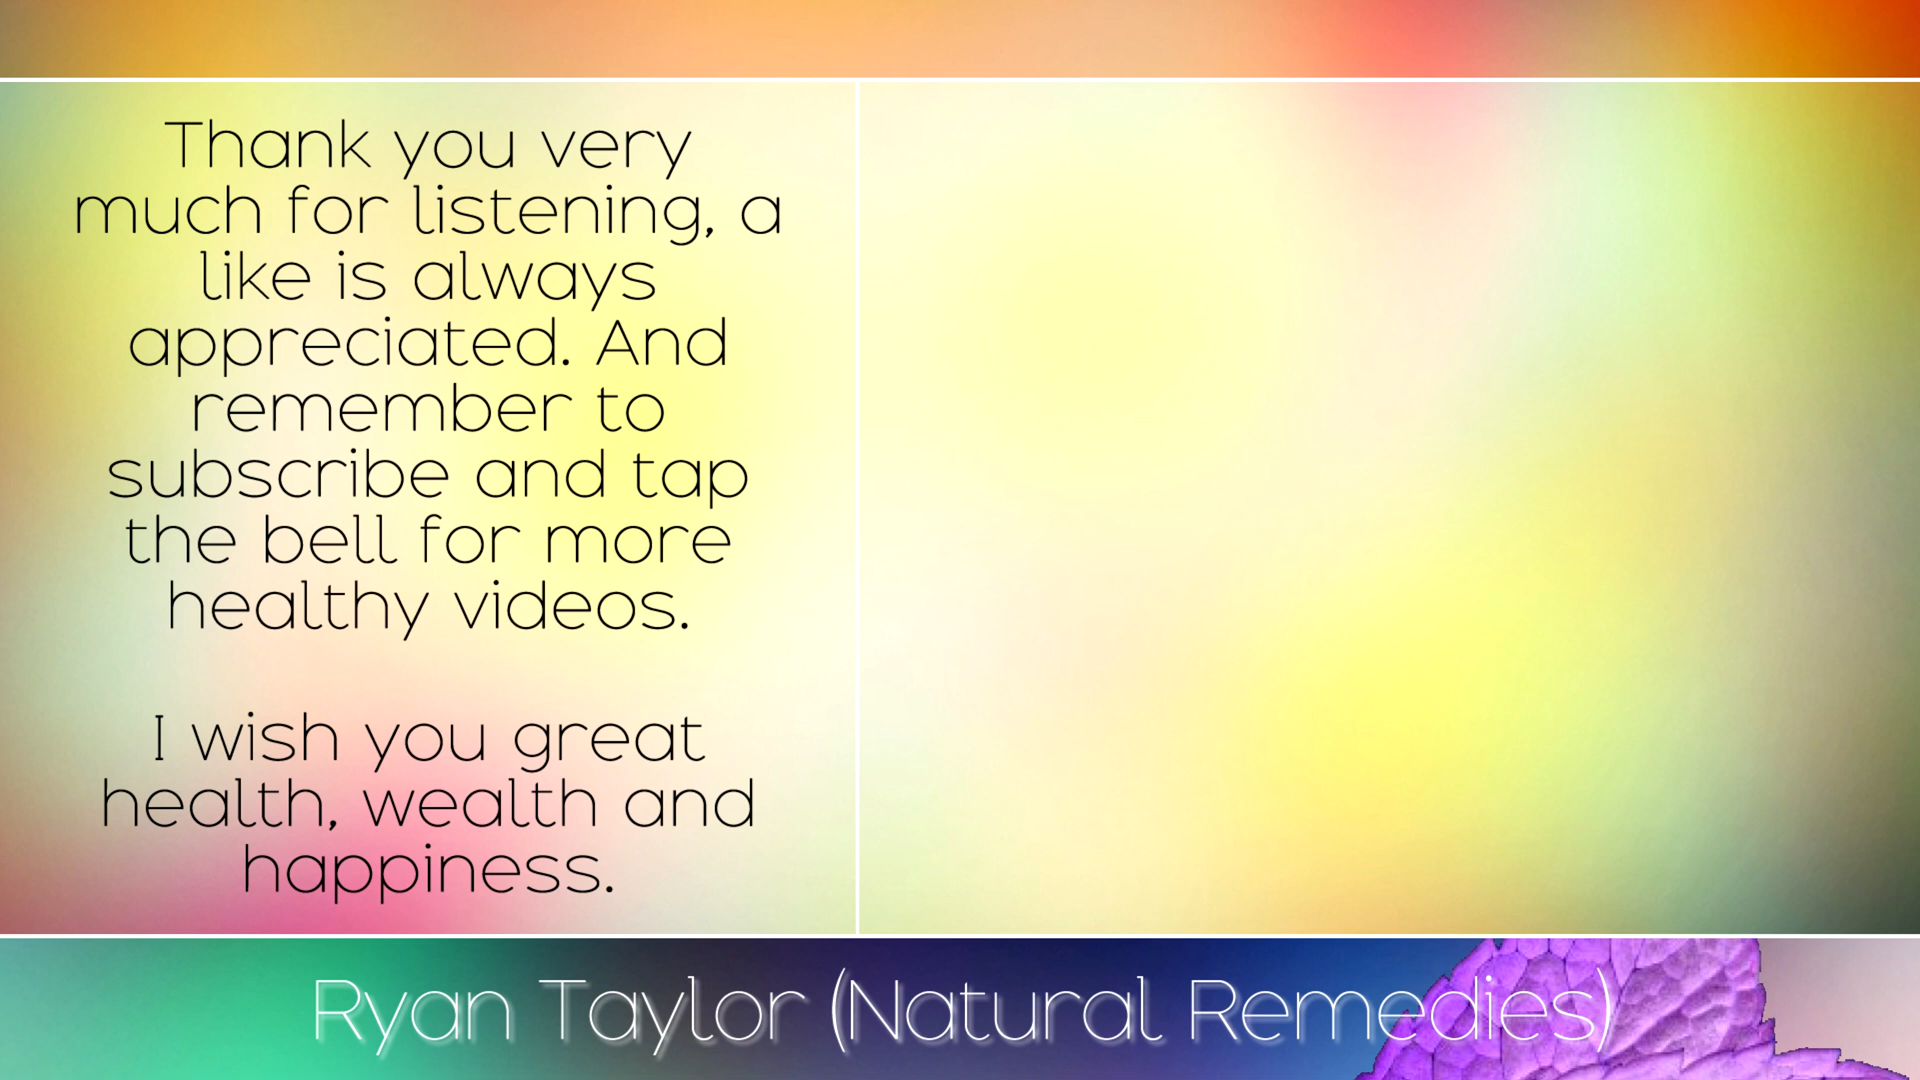 Thank you very
much for listening, a
like is always
appreciated. And
remember to
subscribe and tap
the bell for more
healthy videos.
I wish you great
health, wealth and
happiness.
Ryan Taylor (Natural Remedies)